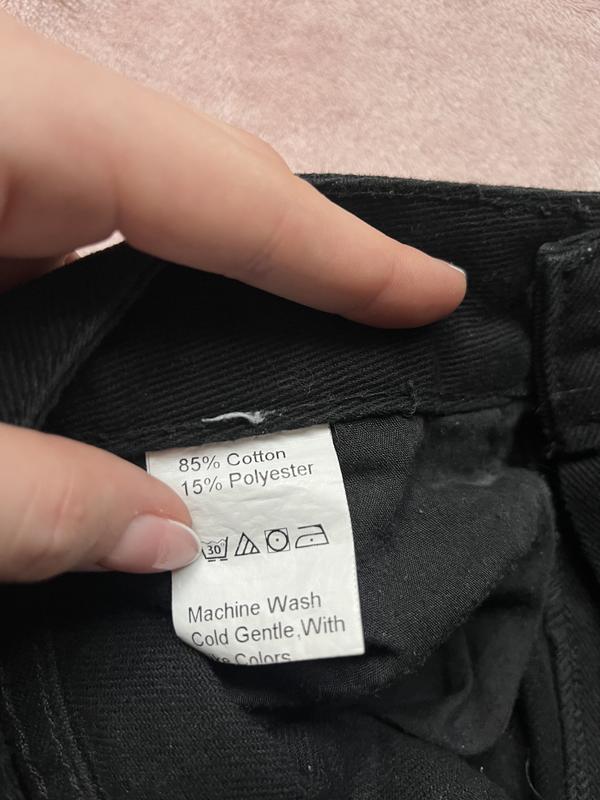 85% Cotton
15% Polyester
30°
Machine Wash
Cold Gentle,With
Colors